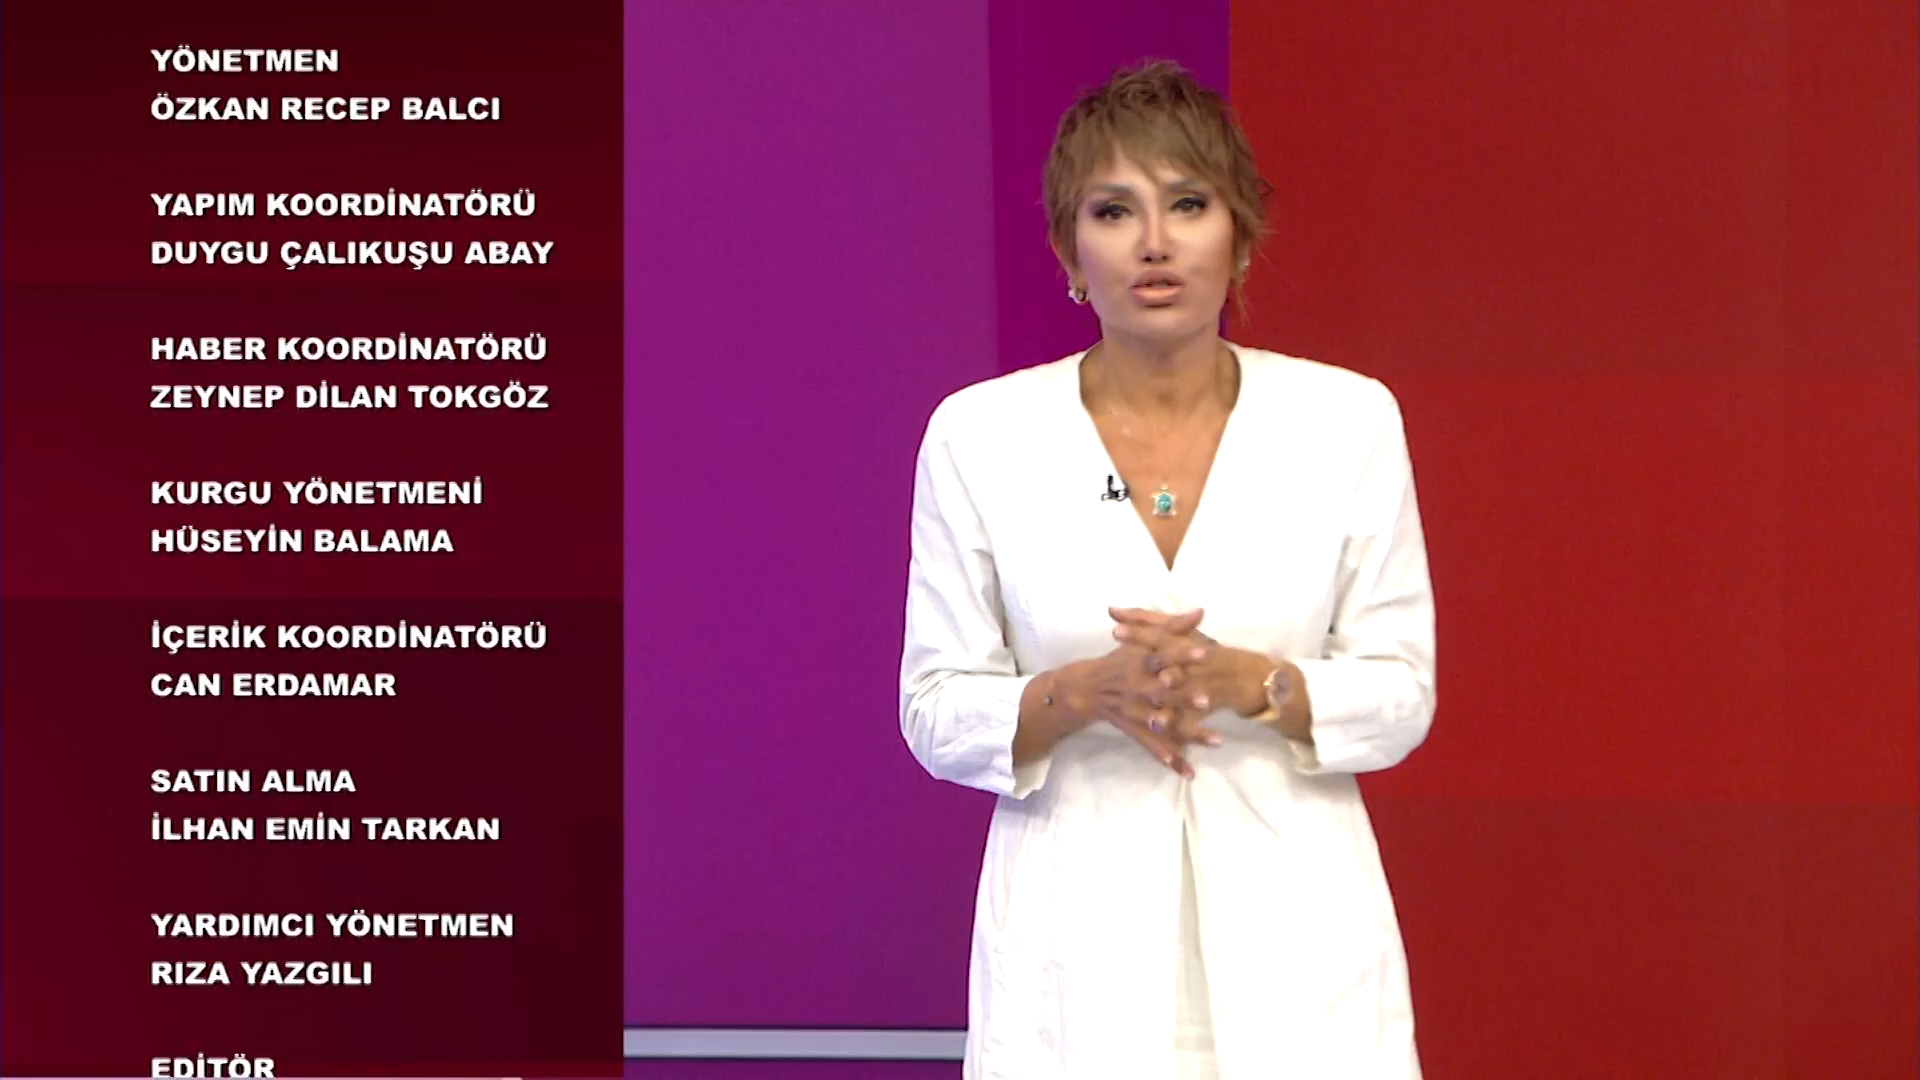 YÖNETMEN
ÖZKAN RECEP BALCI
YAPIM KOORDİNATÖRÜ
DUYGU ÇALIKUŞU ABAY
HABER KOORDİNATÖRÜ
ZEYNEP DİLAN TOKGÖZ
KURGU YÖNETMENİ
HÜSEYİN BALAMA
İÇERİK KOORDİNATÖRÜ
CAN ERDAMAR
SATIN ALMA
İLHAN EMİN TARKAN
YARDIMCI YÖNETMEN
RIZA YAZGILI
EDİTÖR